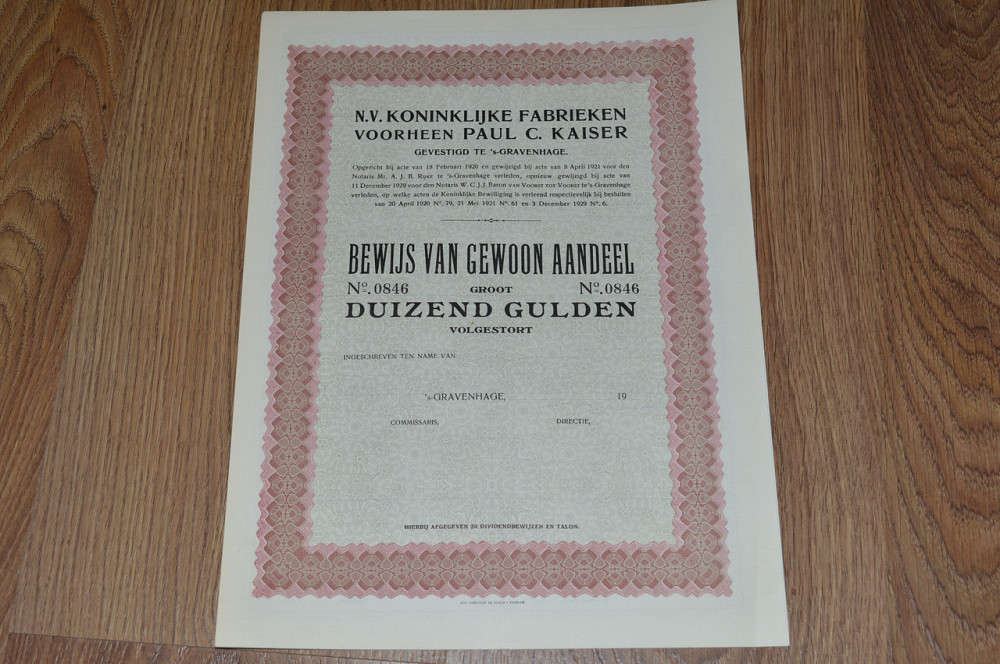 N.V. KONINKLIJKE FABRIEKEN
VOORHEEN PAUL C. KAISER
GEVESTIGD TE 's-GRAVENHAGE.
Opgericht bij acte van 18 Februari 1920 en gewijzigd bij acte van 8 April 1921 voor den
Notaris Mr. A. J. B. Rijke te 's-Gravenhage verleden, opnieuw gewijzigd bij acte van
11 December 1929 voor den Notaris W. C. J. J. Baron van Voorst tot Voorst te 's-Gravenhage
verleden, op welke acten de Koninklijke Bewilliging is verleend respectievelijk bij besluiten
van 20 April 1920 No. 79, 21 Mei 1921 No. 61 en 3 December 1929 No. 6.
BEWIJS VAN GEWOON AANDEEL
No. 0846 GROOT No. 0846
DUIZEND GULDEN
VOLGESTORT
INGESCHREVEN TEN NAME VAN
's-GRAVENHAGE, 19
COMMISSARIS, DIRECTIE,
HIERBIJ AFGEGEVEN 20 DIVIDENDBEWIJZEN EN TALON.